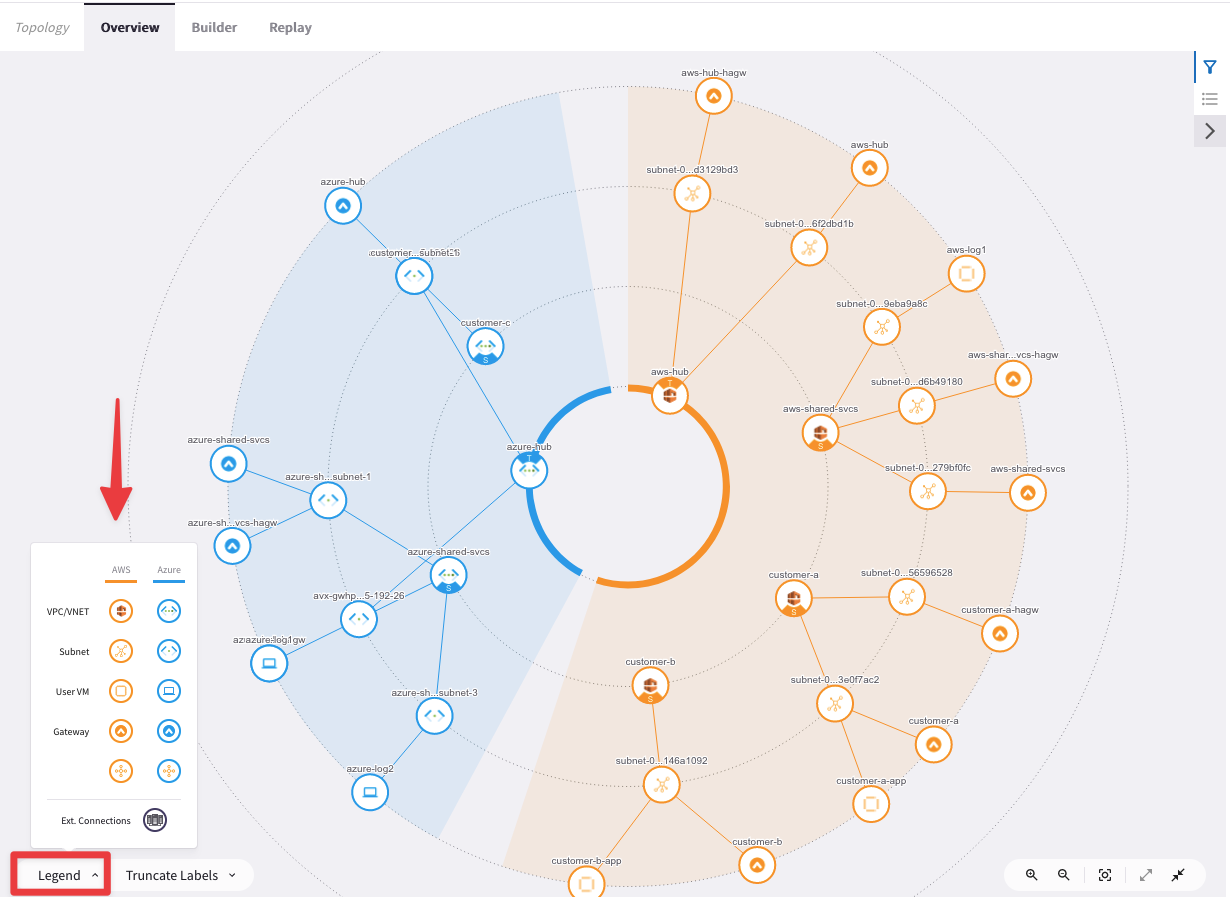 Topology
Overview
Builder
Replay
aws-hub-hagw
aws-hub
subnet-0...d3129bd3
azure-hub
subnet-0...6f2dbd1b
customer...subnet-1
aws-log1
subnet-0...9eba9a8c
customer-c
aws-shar...vcs-hagw
aws-hub
subnet-0...d6b49180
aws-shared-svcs
azure-shared-svcs
azure-hub
T
T
S
S
subnet-0...279bf0fc
aws-shared-svcs
azure-sh...subnet-1
azure-sh...vcs-hagw
azure-shared-svcs
S
customer-a
S
subnet-0...56596528
avx-gwhp...5-192-26
customer-a-hagw
azure-log1
customer-b
S
subnet-0...3e0f7ac2
azure-sh...subnet-3
customer-a
subnet-0...146a1092
azure-log2
customer-a-app
customer-b
customer-b-app
AWS
Azure
VPC/VNET
Subnet
User VM
Gateway
Ext. Connections
Legend
Truncate Labels